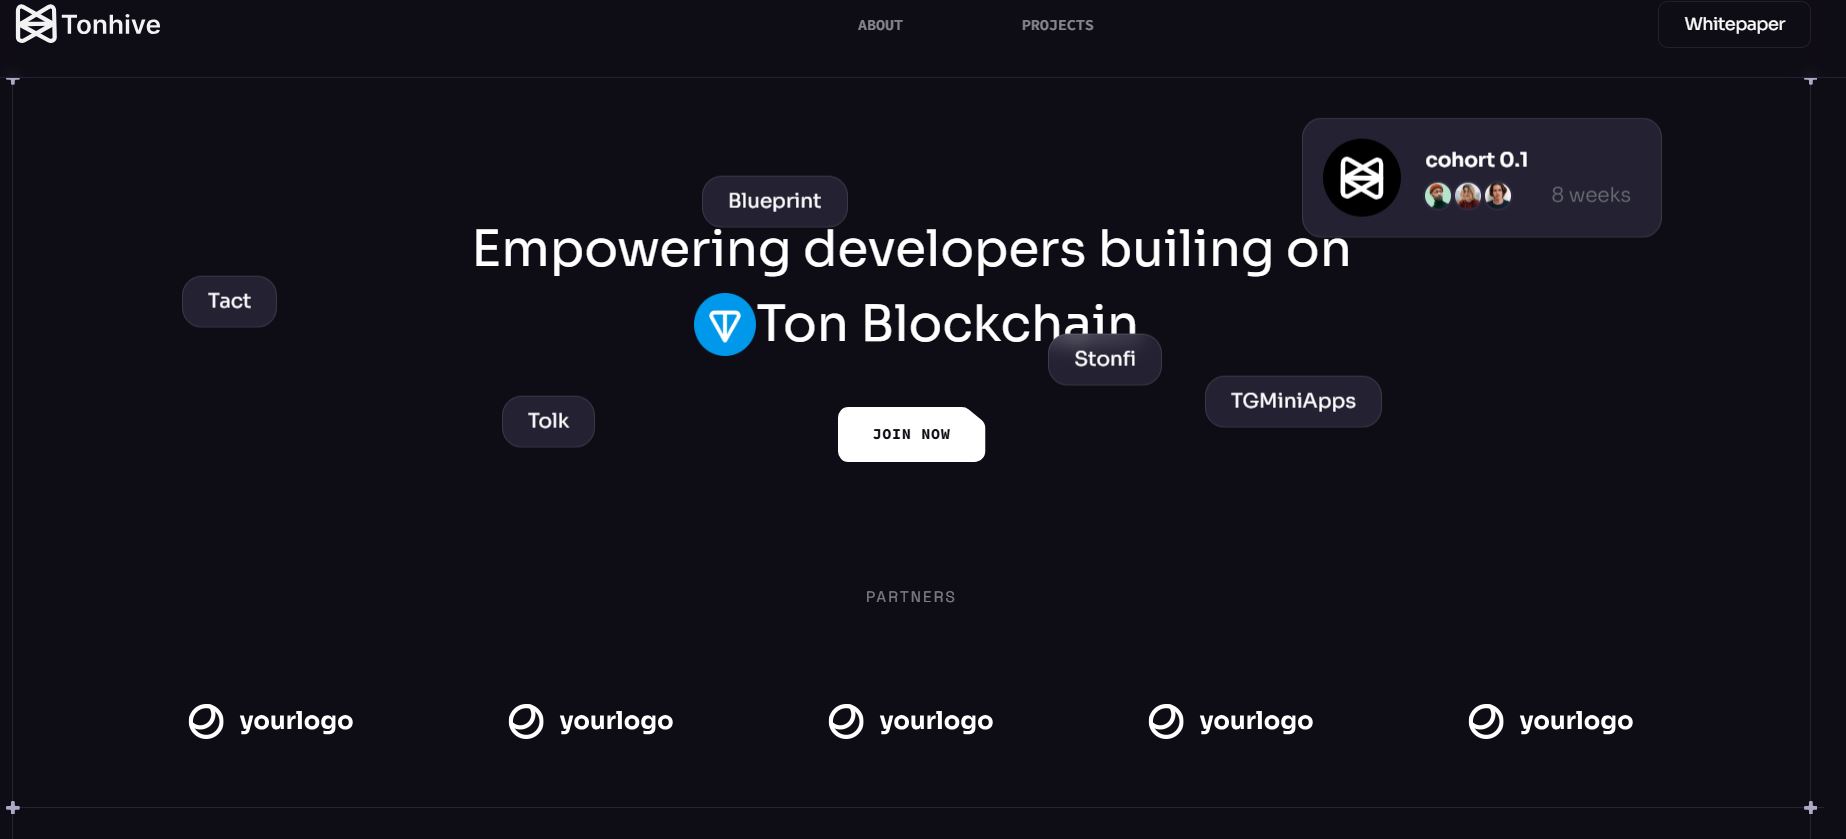 Tonhive
ABOUT
PROJECTS
Whitepaper
cohort 0.1
8 weeks
Blueprint
Empowering developers builing on
Tact
Ton Blockchain
Stonfi
TGMiniApps
Tolk
JOIN NOW
PARTNERS
yourlogo
yourlogo
yourlogo
yourlogo
yourlogo